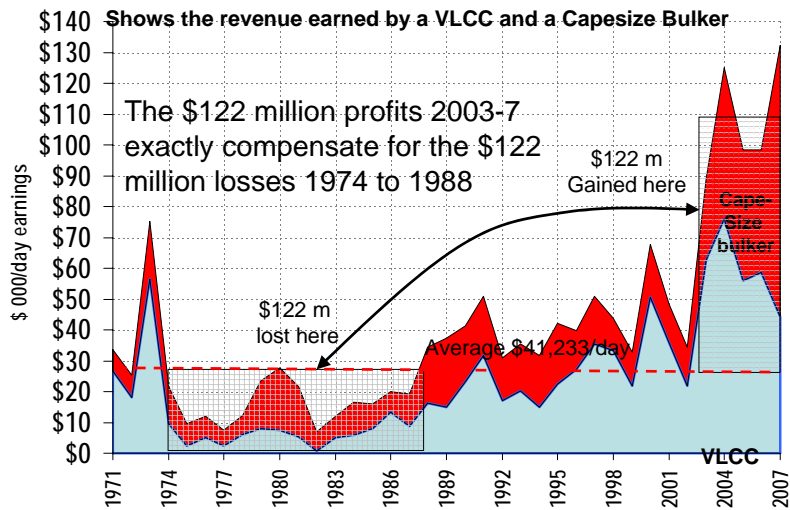 Shows the revenue earned by a VLCC and a Capesize Bulker
$140
$130
$120
$110
$100
$90
$80
$70
$60
$50
$40
$30
$20
$10
$0
$ 000/day earnings
The $122 million profits 2003-7
exactly compensate for the $122
million losses 1974 to 1988
$122 m
Gained here
Cape-
Size
bulker
$122 m
lost here
Average $41,233/day
VLCC
1971
1974
1977
1980
1983
1986
1989
1992
1995
1998
2001
2004
2007